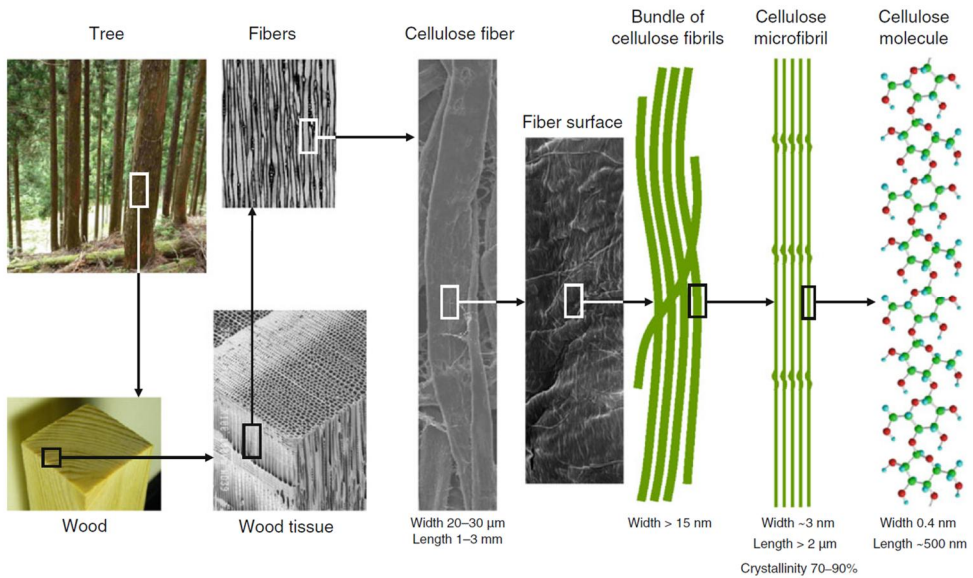 Tree
Fibers
Cellulose fiber
Bundle of
cellulose fibrils
Cellulose
microfibril
Cellulose
molecule
Fiber surface
Wood
Wood tissue
Width 20–30 µm
Length 1–3 mm
Width > 15 nm
Width ~3 nm
Length > 2 µm
Crystallinity 70–90%
Width 0.4 nm
Length ~500 nm